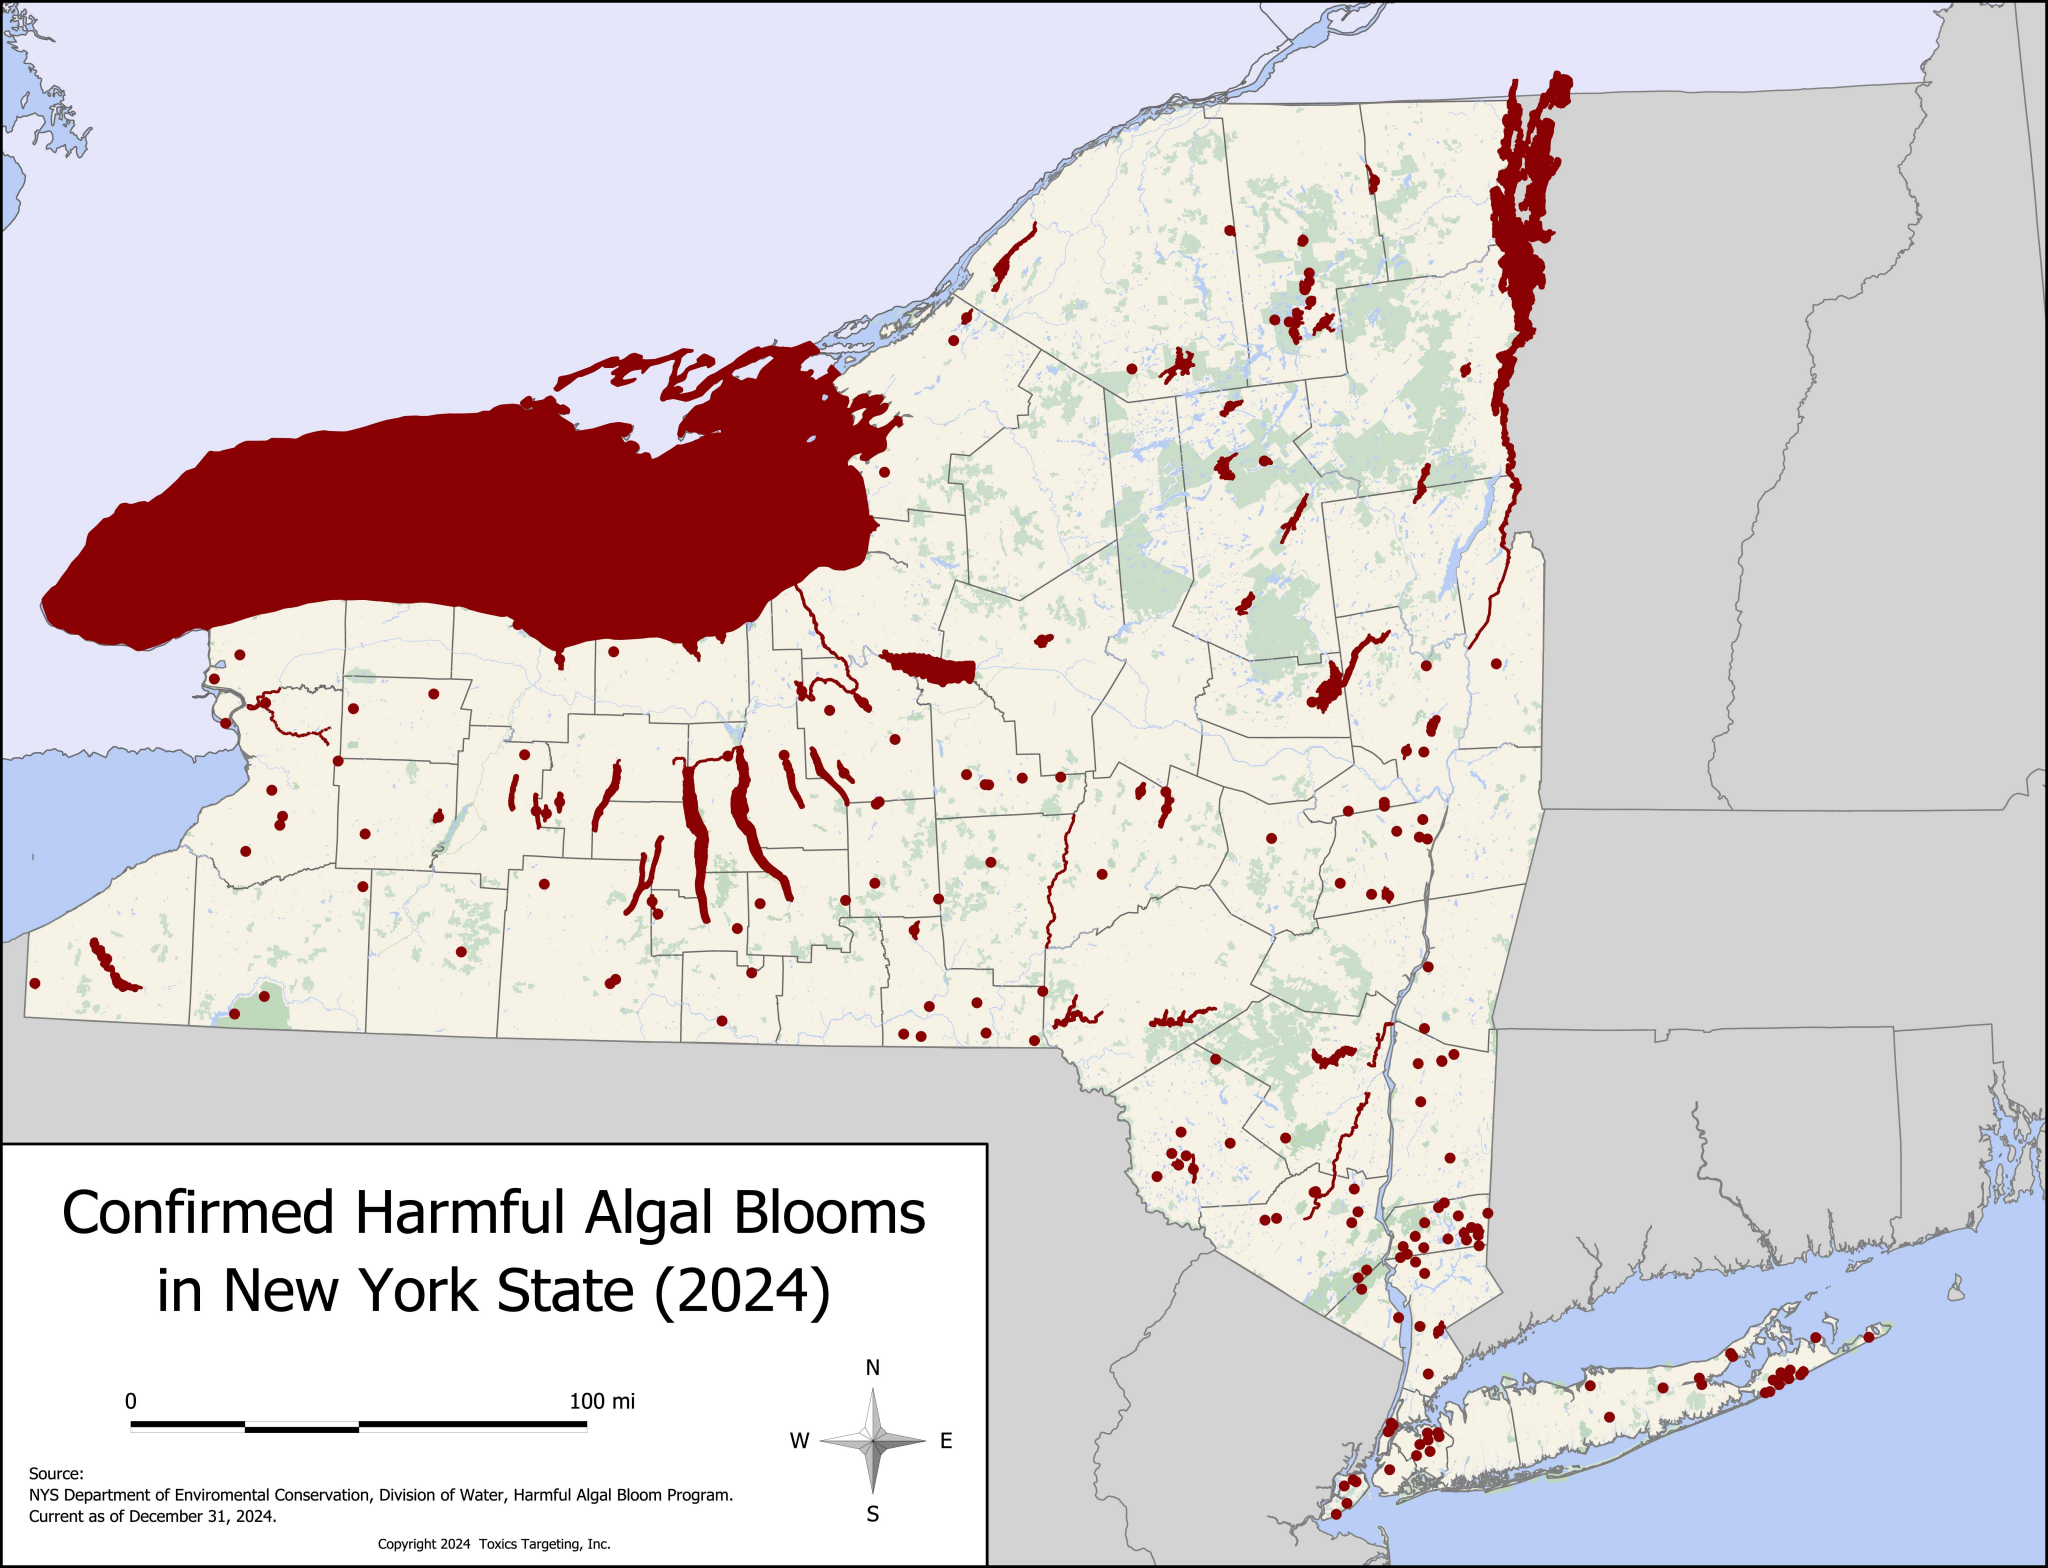 Confirmed Harmful Algal Blooms
in New York State (2024)
0 100 mi
N
W E
S
Source:
NYS Department of Enviromental Conservation, Division of Water, Harmful Algal Bloom Program.
Current as of December 31, 2024.
Copyright 2024 Toxics Targeting, Inc.